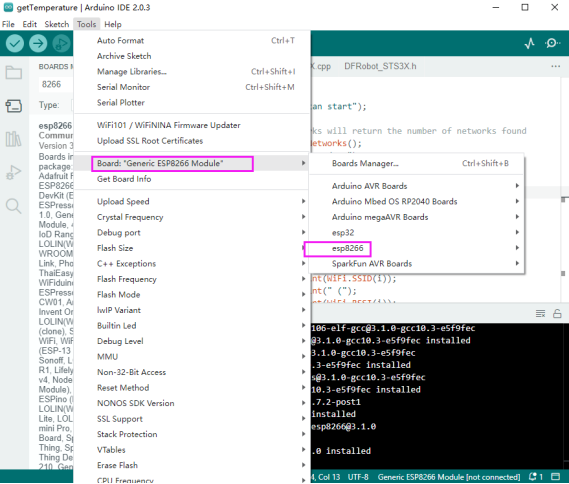 getTemperature | Arduino IDE 2.0.3
File Edit Sketch Tools Help
BOARDS M
8266
Type:
esp8266
Commun
Version 3
Boards in
package
Adafruit F
ESP8266
DevKit (E
ESPresse
1.0, Gene
Module, 4
IoD Rang
LOLIN(W
WROOM
Link, Pho
ThaiEasy
WiFiduin
ESPresse
CW01, Ar
Invent Or
LOLIN(W
(clone), S
WiFi, WiF
(ESP-13
Sonoff, L
R1, Lifely
v4, Node
Module),
ESPino (
LOLIN(W
Lite, LOL
mini Pro,
Board, Sp
Thing, Sp
Thing De
210, Gen
Auto Format Ctrl+T
Archive Sketch
Manage Libraries... Ctrl+Shift+I
Serial Monitor Ctrl+Shift+M
Serial Plotter
WiFi101 / WiFiNINA Firmware Updater
Upload SSL Root Certificates
Board: "Generic ESP8266 Module"
Get Board Info
Upload Speed
Crystal Frequency
Debug port
Flash Size
C++ Exceptions
Flash Frequency
Flash Mode
lwIP Variant
Builtin Led
Debug Level
MMU
Non-32-Bit Access
Reset Method
NONOS SDK Version
SSL Support
Stack Protection
VTables
Erase Flash
CPU Frequency
Boards Manager... Ctrl+Shift+B
Arduino AVR Boards
Arduino Mbed OS RP2040 Boards
Arduino megaAVR Boards
esp32
esp8266
SparkFun AVR Boards
X.cpp DFRobot_STS3X.h
can start");
ks will return the number of networks found
works();
nt(WiFi.SSID(i));
nt(" (");
nt(WiFi.RSSI(i));
106-elf-gcc@3.1.0-gcc10.3-e5f9fec
@3.1.0-gcc10.3-e5f9fec installed
3.1.0-gcc10.3-e5f9fec
.3-e5f9fec installed
s@3.1.0-gcc10.3-e5f9fec
10.3-e5f9fec installed
.7.2-post1
installed
esp8266@3.1.0
.0 installed
4, Col 13 UTF-8 Generic ESP8266 Module [not connected] 1